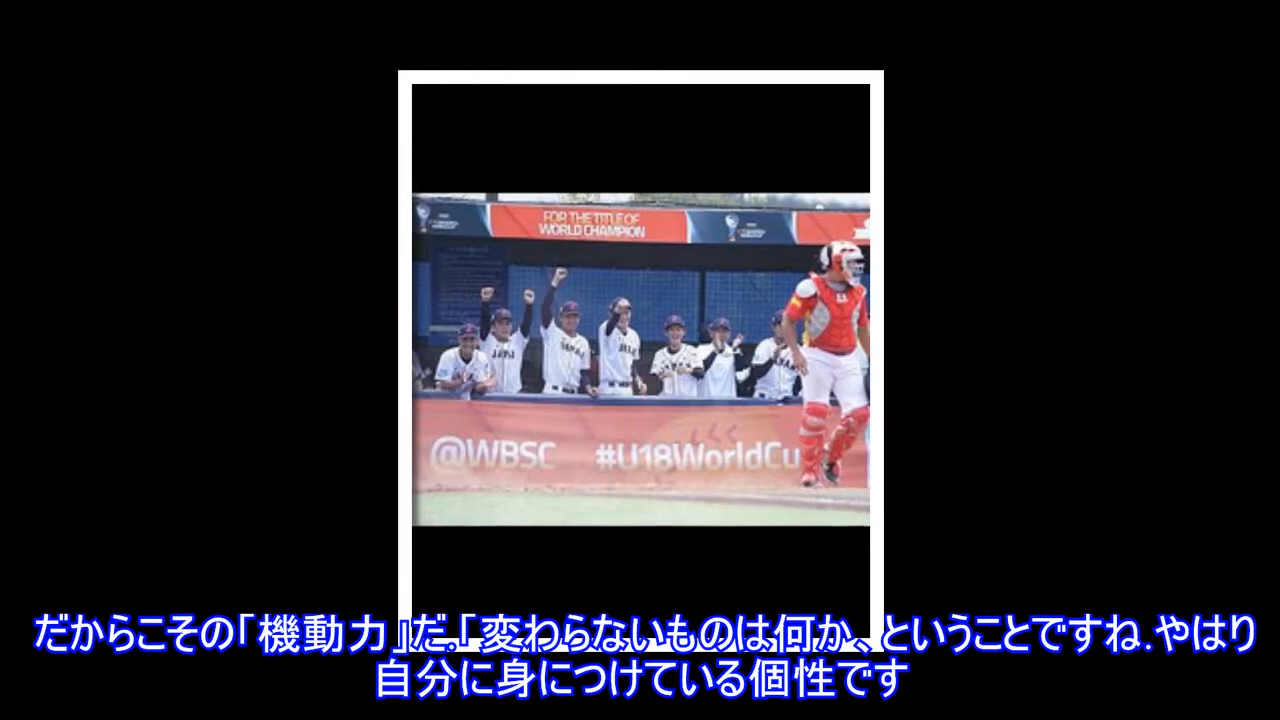 FOR THE TITLE OF
WORLD CHAMPION
JAPAN
@WBSC
#U18WorldCu
だからこその「機動力」だ.「変わらないものは何か、ということですね.やはり
自分に身につけている個性です